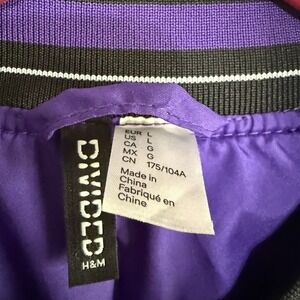 DIVIDED
H&M
EUR L
US L
CA G
MX G
CN 175/104A
Made in
China
Fabriqué en
Chine